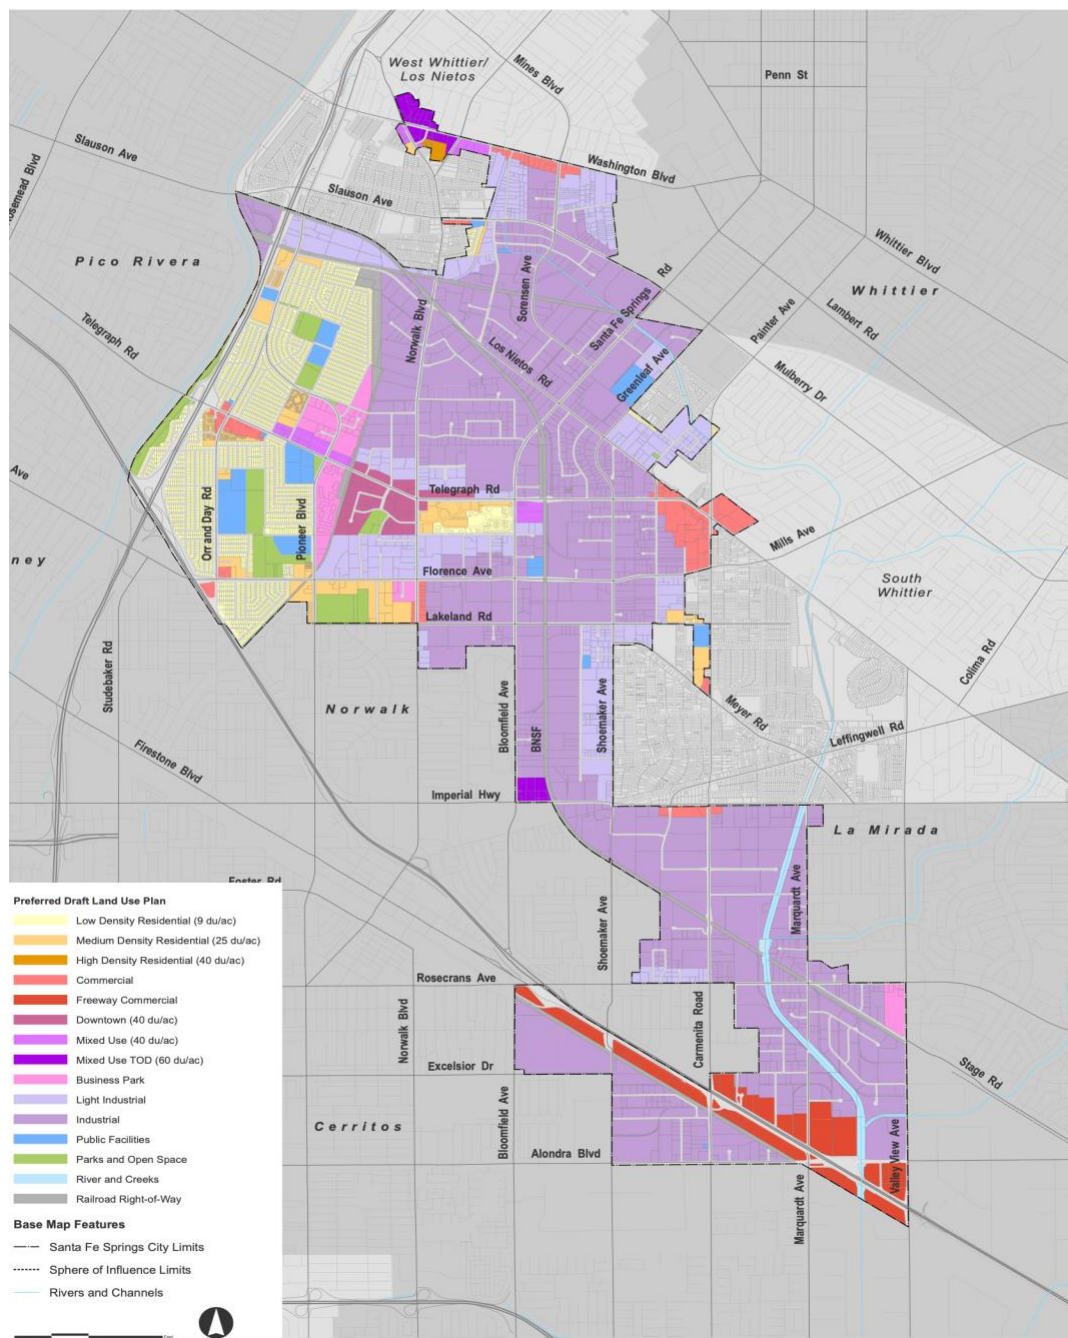 West Whittier/
Los Nietos
Mines Blvd
Penn St
Slauson Ave
Washington Blvd
Slauson Ave
Whittier Blvd
Pico Rivera
Whittier
Sorensen Ave
Santa Fe Springs Rd
Painter Ave
Lambert Rd
Telegraph Rd
Norwalk Blvd
Los Nietos Rd
Greenleaf Ave
Mulberry Dr
Ave
Telegraph Rd
Orr and Day Rd
Pioneer Blvd
Mills Ave
ney
Florence Ave
South
Whittier
Lakeland Rd
Studebaker Rd
Colima Rd
Norwalk
Bloomfield Ave
BNSF
Shoemaker Ave
Meyer Rd
Leffingwell Rd
Firestone Blvd
Imperial Hwy
La Mirada
Marquardt Ave
Shoemaker Ave
Rosecrans Ave
Norwalk Blvd
Carmenita Road
Excelsior Dr
Stage Rd
Bloomfield Ave
Cerritos
Alondra Blvd
Valley View Ave
Marquardt Ave
Preferred Draft Land Use Plan
Low Density Residential (9 du/ac)
Medium Density Residential (25 du/ac)
High Density Residential (40 du/ac)
Commercial
Freeway Commercial
Downtown (40 du/ac)
Mixed Use (40 du/ac)
Mixed Use TOD (60 du/ac)
Business Park
Light Industrial
Industrial
Public Facilities
Parks and Open Space
River and Creeks
Railroad Right-of-Way
Base Map Features
Santa Fe Springs City Limits
Sphere of Influence Limits
Rivers and Channels